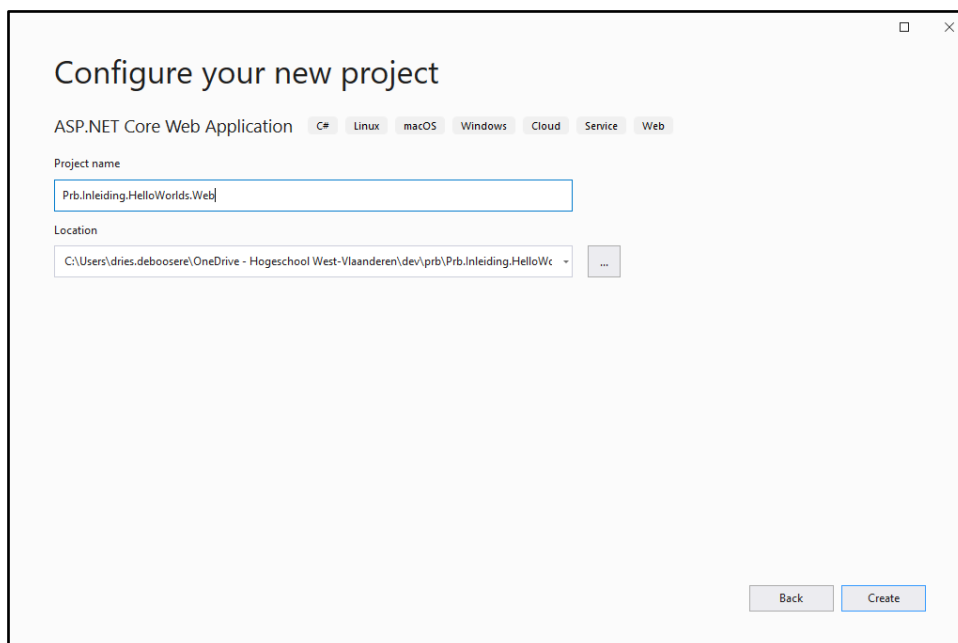 Configure your new project
ASP.NET Core Web Application C# Linux macOS Windows Cloud Service Web
Project name
Prb.Inleiding.HelloWorlds.Web
Location
C:\Users\dries.deboosere\OneDrive - Hogeschool West-Vlaanderen\dev\prb\Prb.Inleiding.HelloWc ...
Back Create